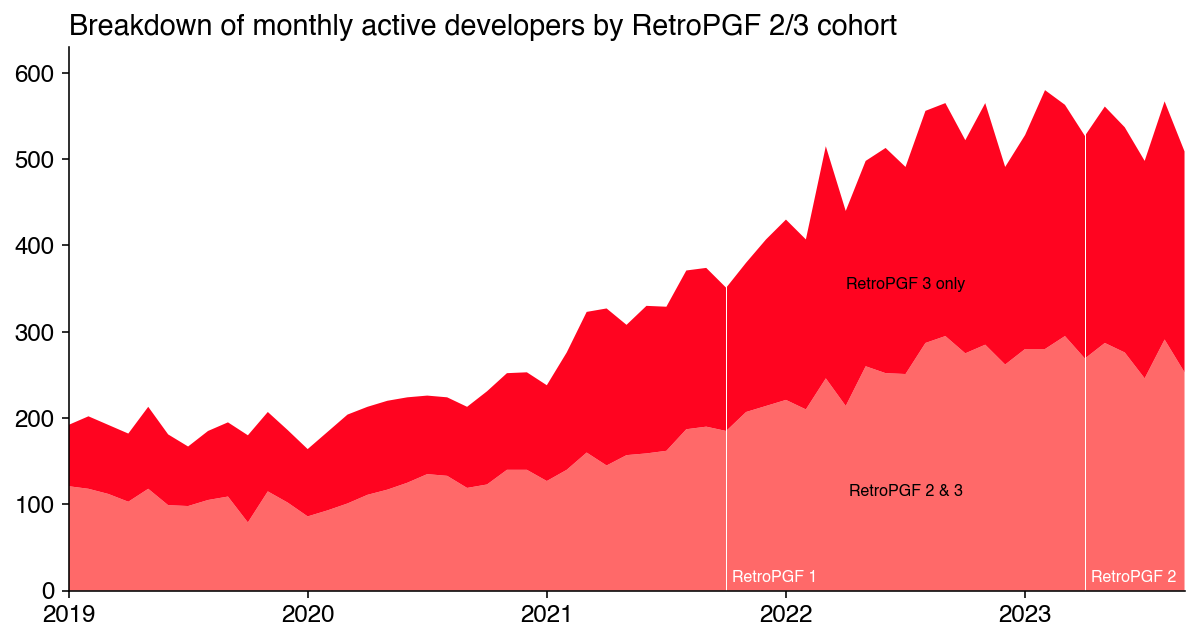 Breakdown of monthly active developers by RetroPGF 2/3 cohort
600
500
400
300
200
100
0
RetroPGF 3 only
RetroPGF 2 & 3
RetroPGF 1
RetroPGF 2
2019
2020
2021
2022
2023